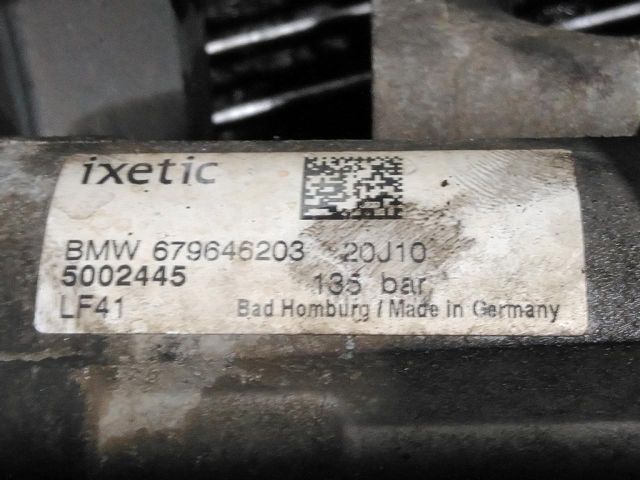 ixetic
BMW 679646203 20J10
5002445 135 bar
LF41 Bad Homburg / Made in Germany